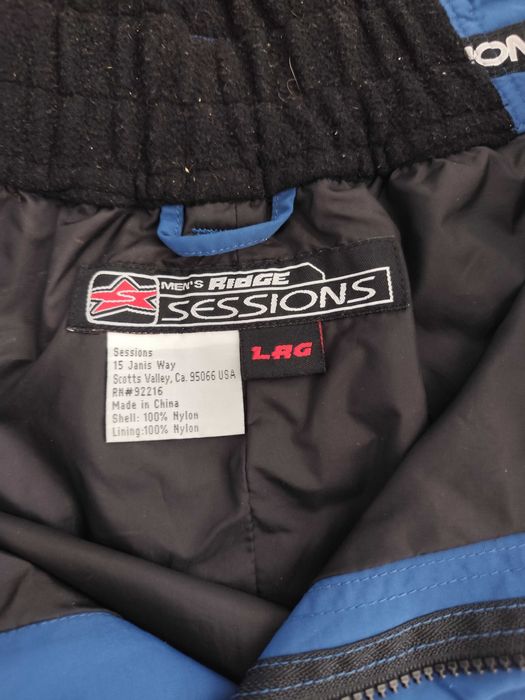 MEN'S RIDGE
S SESSIONS
LRG
Sessions
15 Janis Way
Scotts Valley, Ca. 95066 USA
RN#92216
Made in China
Shell: 100% Nylon
Lining:100% Nylon